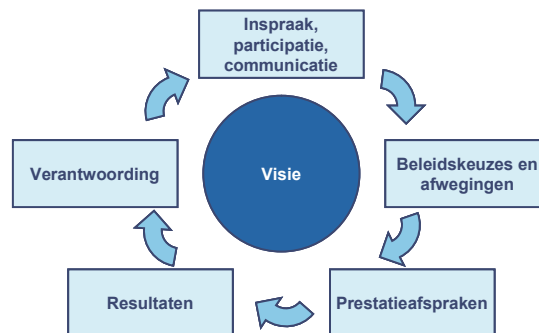 Inspraak,
participatie,
communicatie
Verantwoording
Visie
Beleidskeuzes en
afwegingen
Resultaten
Prestatieafspraken